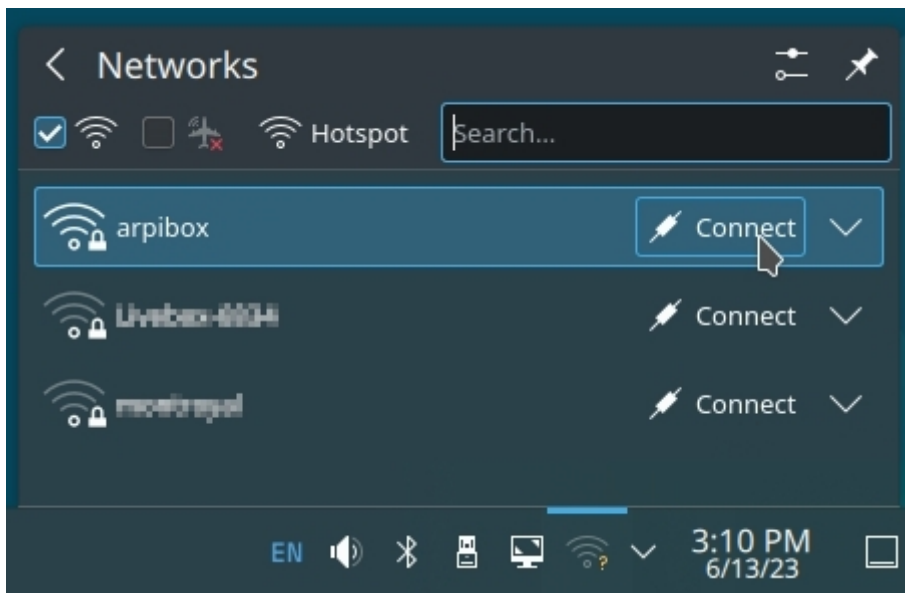 Networks
Hotspot
Search...
arpibox
Connect
Connect
Connect
EN
3:10 PM
6/13/23